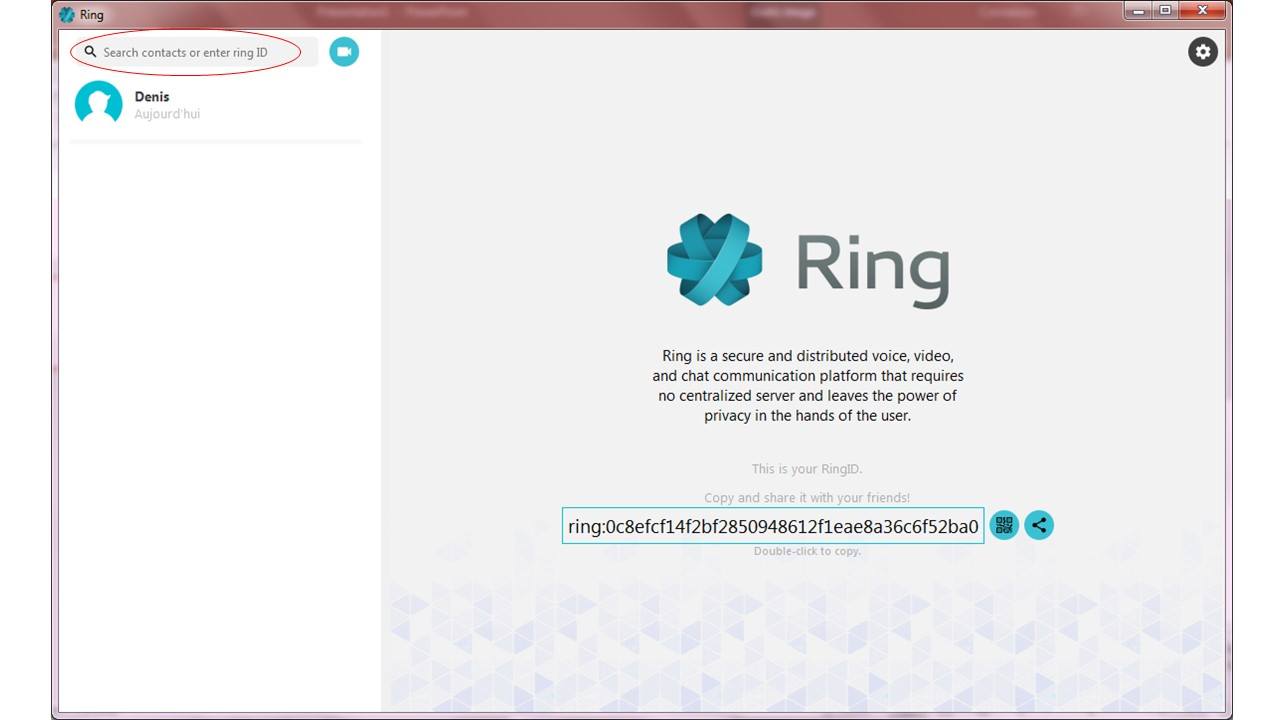 Ring
Search contacts or enter ring ID
Denis
Aujourd'hui
Ring
Ring is a secure and distributed voice, video,
and chat communication platform that requires
no centralized server and leaves the power of
privacy in the hands of the user.
This is your RingID.
Copy and share it with your friends!
ring:0c8efcf14f2bf2850948612f1eae8a36c6f52ba0
Double-click to copy.